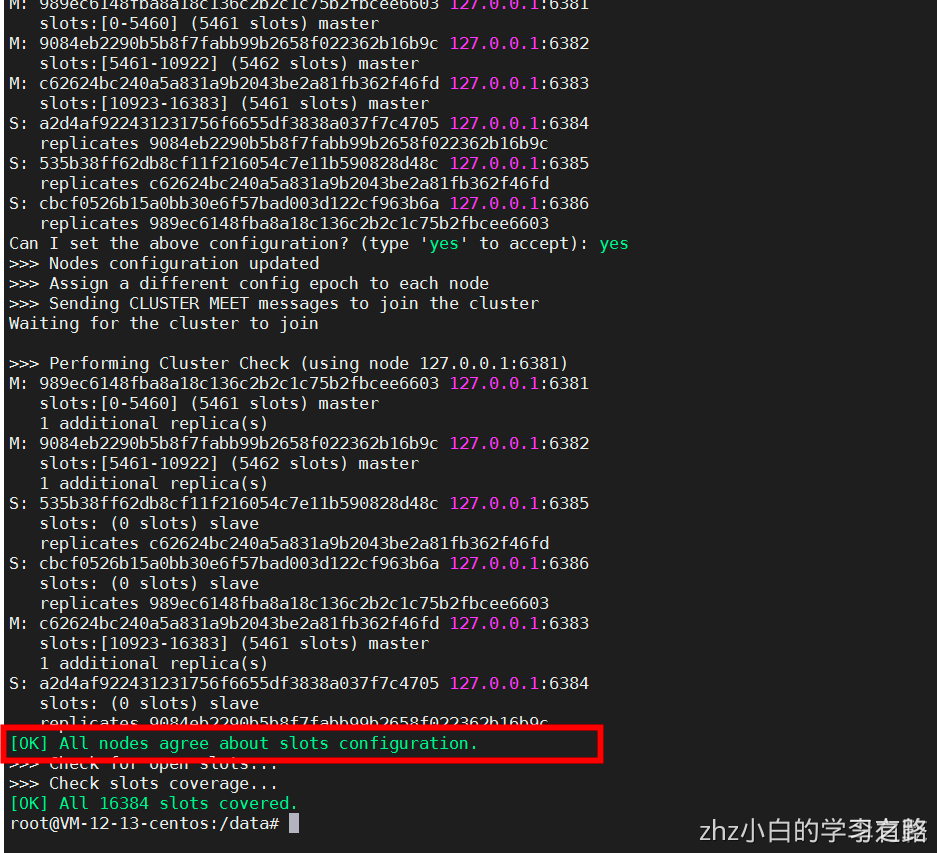 M: 989ec6148fba8a18c136c2b2c1c75b2fbcee6603 127.0.0.1:6381
slots:[0-5460] (5461 slots) master
M: 9084eb2290b5b8f7fabb99b2658f022362b16b9c 127.0.0.1:6382
slots:[5461-10922] (5462 slots) master
M: c62624bc240a5a831a9b2043be2a81fb362f46fd 127.0.0.1:6383
slots:[10923-16383] (5461 slots) master
S: a2d4af922431231756f6655df3838a037f7c4705 127.0.0.1:6384
replicates 9084eb2290b5b8f7fabb99b2658f022362b16b9c
S: 535b38ff62db8cf11f216054c7e11b590828d48c 127.0.0.1:6385
replicates c62624bc240a5a831a9b2043be2a81fb362f46fd
S: cbcf0526b15a0bb30e6f57bad003d122cf963b6a 127.0.0.1:6386
replicates 989ec6148fba8a18c136c2b2c1c75b2fbcee6603
Can I set the above configuration? (type 'yes' to accept): yes
>>> Nodes configuration updated
>>> Assign a different config epoch to each node
>>> Sending CLUSTER MEET messages to join the cluster
Waiting for the cluster to join
>>> Performing Cluster Check (using node 127.0.0.1:6381)
M: 989ec6148fba8a18c136c2b2c1c75b2fbcee6603 127.0.0.1:6381
slots:[0-5460] (5461 slots) master
1 additional replica(s)
M: 9084eb2290b5b8f7fabb99b2658f022362b16b9c 127.0.0.1:6382
slots:[5461-10922] (5462 slots) master
1 additional replica(s)
S: 535b38ff62db8cf11f216054c7e11b590828d48c 127.0.0.1:6385
slots: (0 slots) slave
replicates c62624bc240a5a831a9b2043be2a81fb362f46fd
S: cbcf0526b15a0bb30e6f57bad003d122cf963b6a 127.0.0.1:6386
slots: (0 slots) slave
replicates 989ec6148fba8a18c136c2b2c1c75b2fbcee6603
M: c62624bc240a5a831a9b2043be2a81fb362f46fd 127.0.0.1:6383
slots:[10923-16383] (5461 slots) master
1 additional replica(s)
S: a2d4af922431231756f6655df3838a037f7c4705 127.0.0.1:6384
slots: (0 slots) slave
replicates 9084eb2290b5b8f7fabb99b2658f022362b16b9c
[OK] All nodes agree about slots configuration.
>>> Check for open slots...
>>> Check slots coverage...
[OK] All 16384 slots covered.
root@VM-12-13-centos:/data#
zhz小白的学习之路